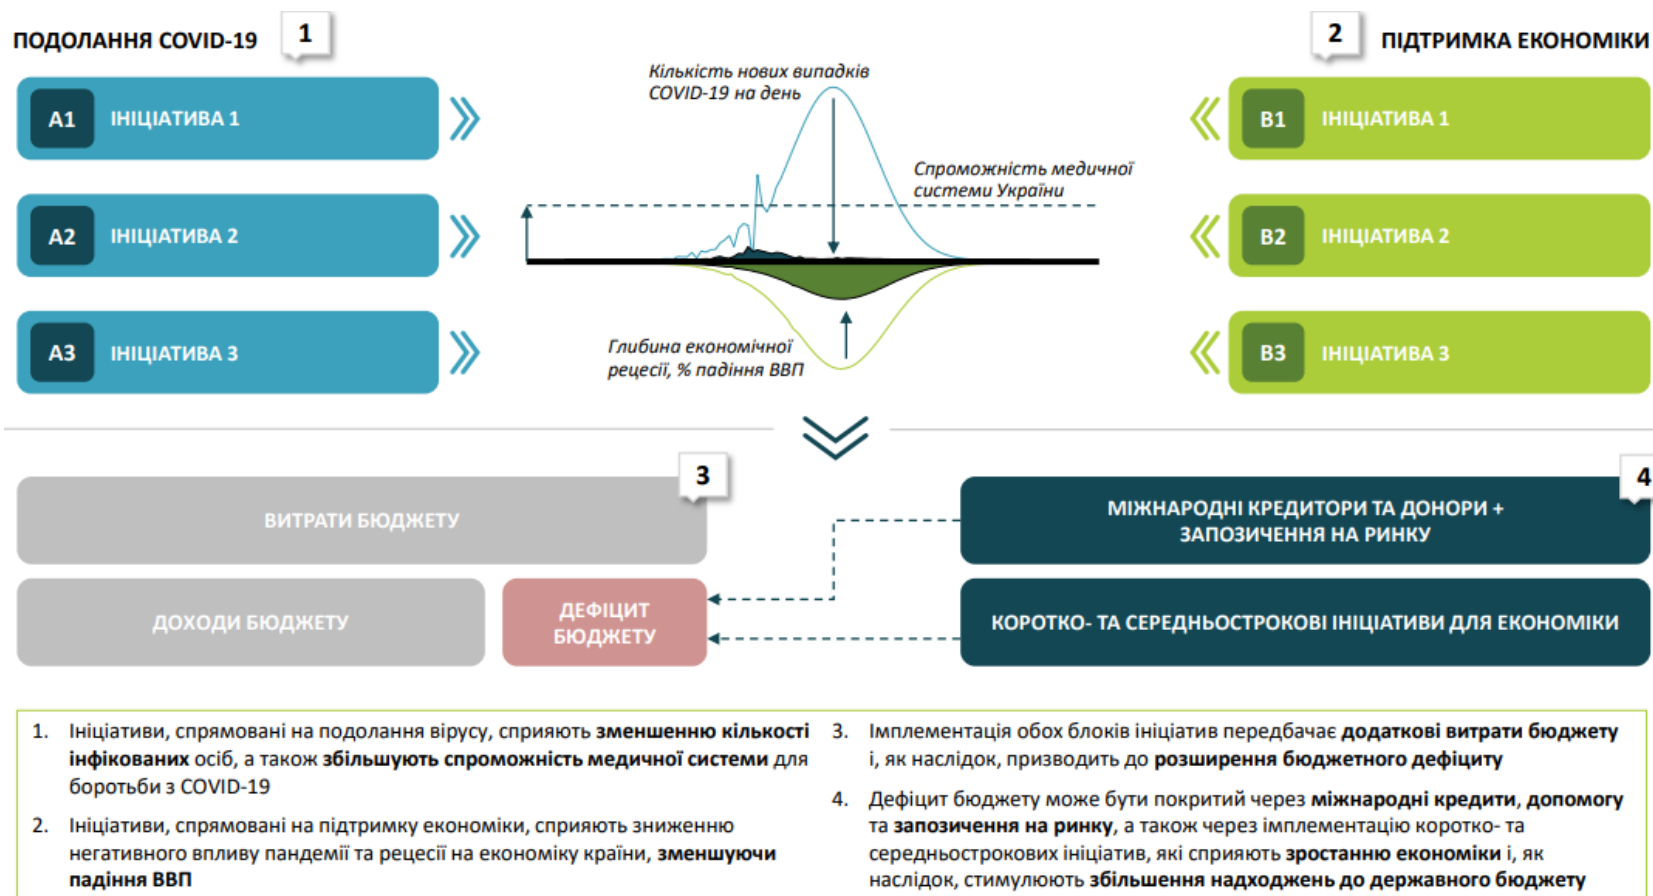 ПОДОЛАННЯ COVID-19
1
2
ПІДТРИМКА ЕКОНОМІКИ
A1
ІНІЦІАТИВА 1
A2
ІНІЦІАТИВА 2
A3
ІНІЦІАТИВА 3
Кількість нових випадків
COVID-19 на день
Спроможність медичної
системи України
Глибина економічної
рецесії, % падіння ВВП
B1
ІНІЦІАТИВА 1
B2
ІНІЦІАТИВА 2
B3
ІНІЦІАТИВА 3
3
ВИТРАТИ БЮДЖЕТУ
ДОХОДИ БЮДЖЕТУ
ДЕФІЦИТ
БЮДЖЕТУ
4
МІЖНАРОДНІ КРЕДИТОРИ ТА ДОНОРИ +
ЗАПОЗИЧЕННЯ НА РИНКУ
КОРОТКО- ТА СЕРЕДНЬОСТРОКОВІ ІНІЦІАТИВИ ДЛЯ ЕКОНОМІКИ
1. Ініціативи, спрямовані на подолання вірусу, сприяють зменшенню кількості
інфікованих осіб, а також збільшують спроможність медичної системи для
боротьби з COVID-19
2. Ініціативи, спрямовані на підтримку економіки, сприяють зниженню
негативного впливу пандемії та рецесії на економіку країни, зменшуючи
падіння ВВП
3. Імплементація обох блоків ініціатив передбачає додаткові витрати бюджету
і, як наслідок, призводить до розширення бюджетного дефіциту
4. Дефіцит бюджету може бути покритий через міжнародні кредити, допомогу
та запозичення на ринку, а також через імплементацію коротко- та
середньострокових ініціатив, які сприяють зростанню економіки і, як
наслідок, стимулюють збільшення надходжень до державного бюджету